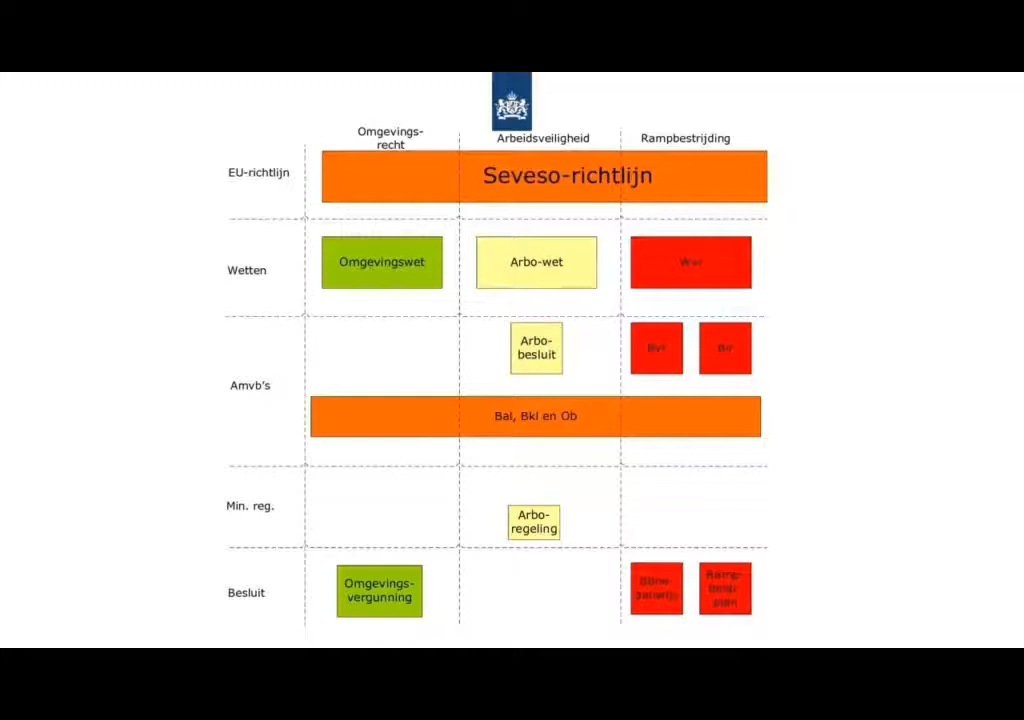 Omgevings-
recht
Arbeidsveiligheid
Rampbestrijding
EU-richtlijn
Seveso-richtlijn
Wetten
Omgevingswet
Arbo-wet
Arbo-
besluit
Amvb's
Bal, Bkl en Ob
Min. reg.
Arbo-
regeling
Besluit
Omgevings-
vergunning